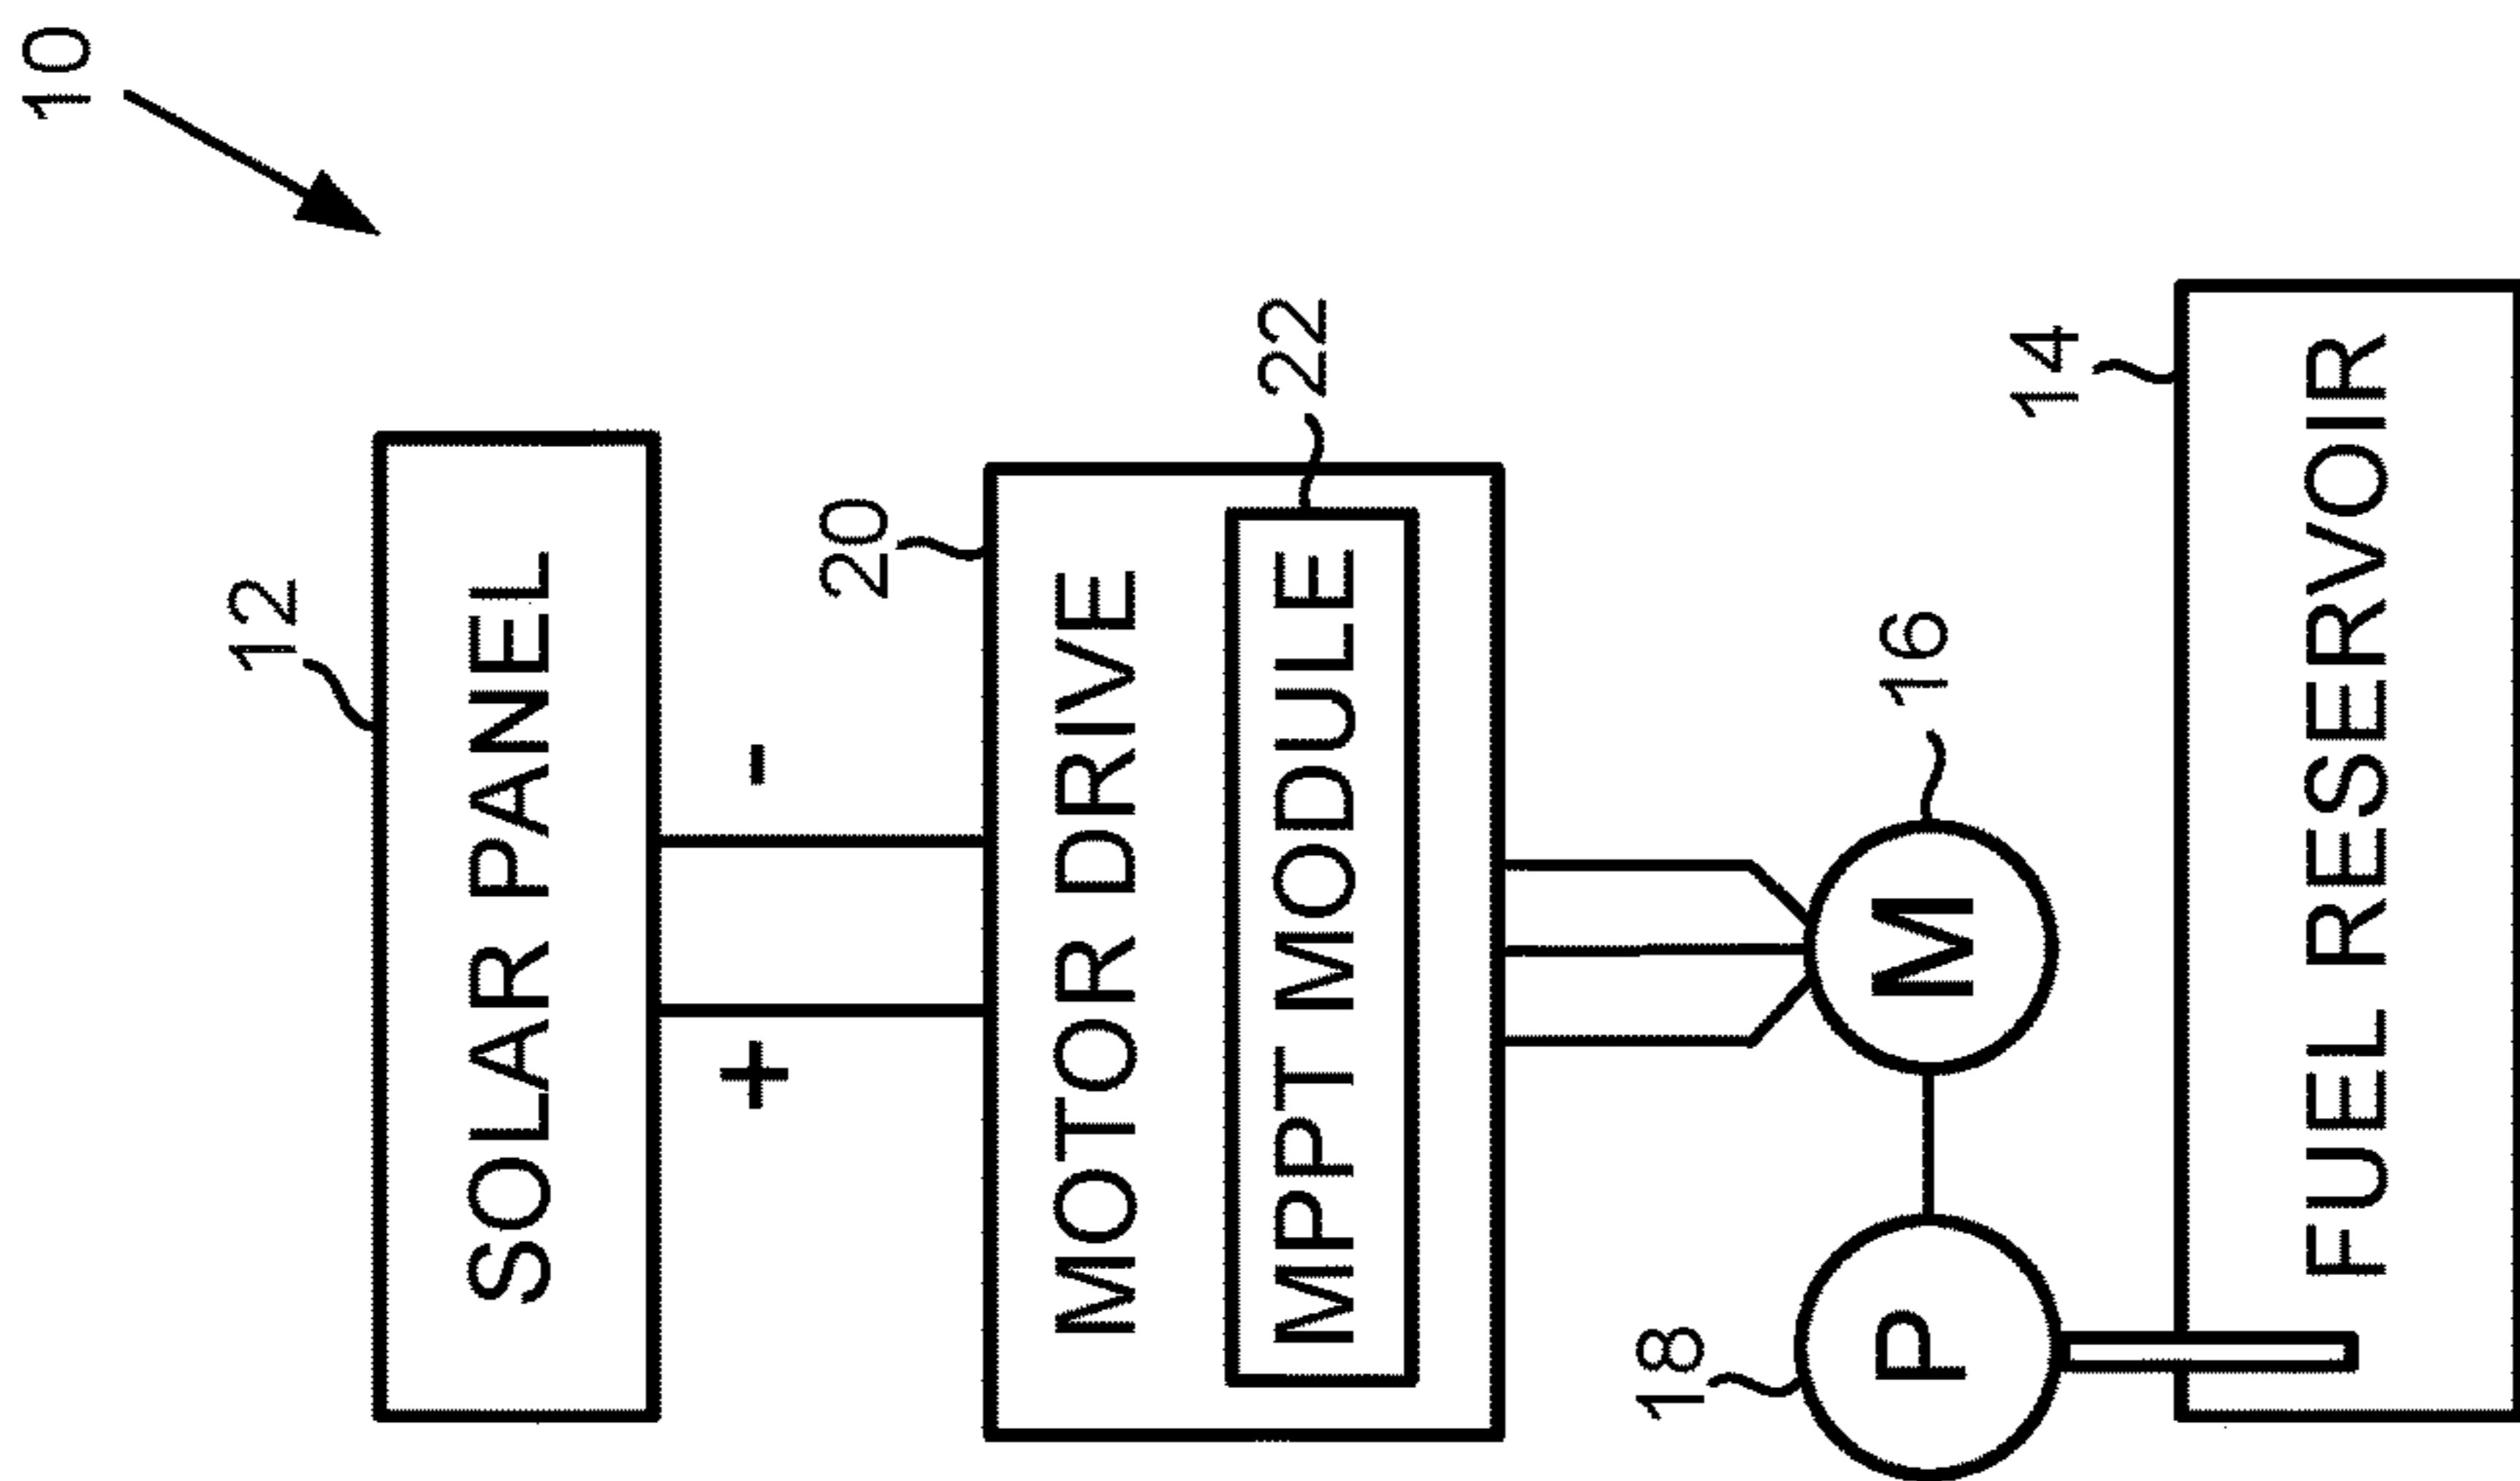 10
12
SOLAR PANEL
+ -
20
MOTOR DRIVE
22
MPPT MODULE
16
M
18
P
14
FUEL RESERVOIR